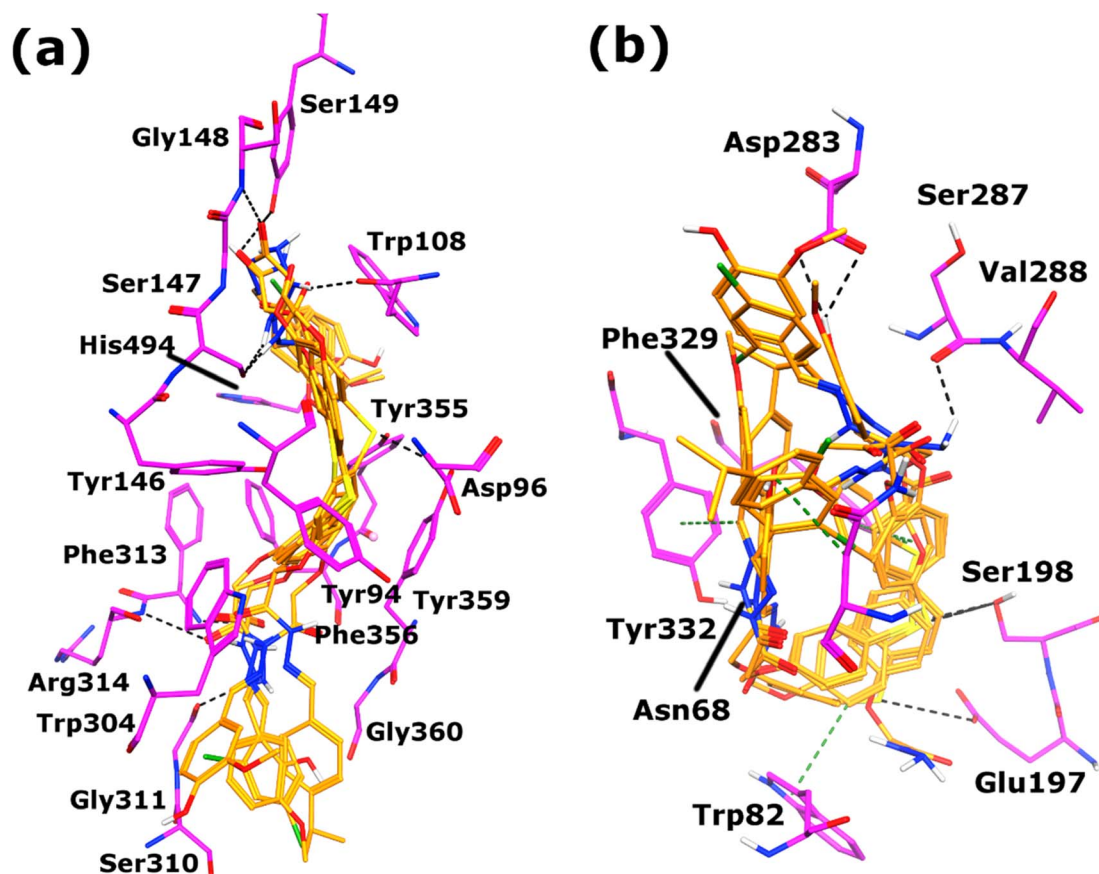 (a)
Ser149
Gly148
Trp108
Ser147
His494
Tyr355
Tyr146
Asp96
Phe313
Tyr94
Tyr359
Phe356
Arg314
Trp304
Gly360
Gly311
Ser310
(b)
Asp283
Ser287
Val288
Phe329
Ser198
Tyr332
Asn68
Glu197
Trp82